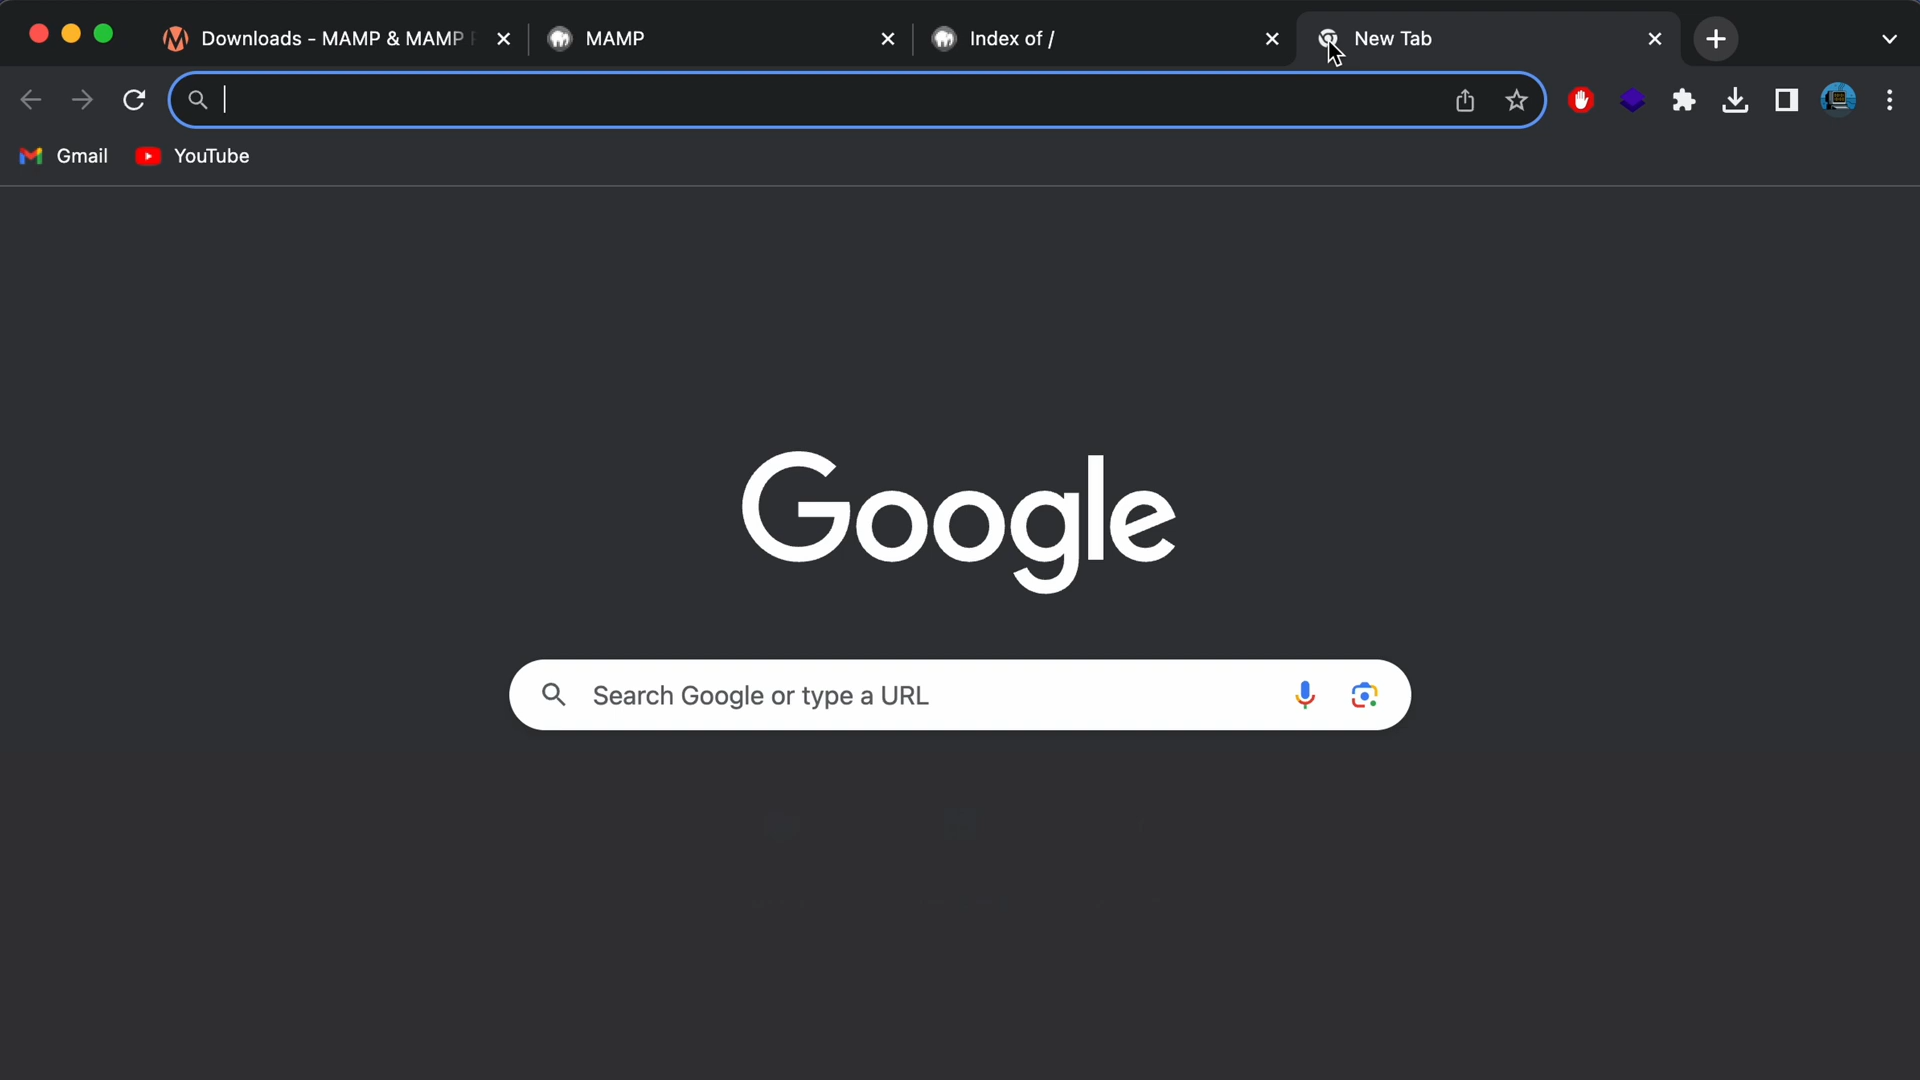 Downloads - MAMP & MAMP
MAMP
Index of /
New Tab
Gmail
YouTube
Google
Search Google or type a URL